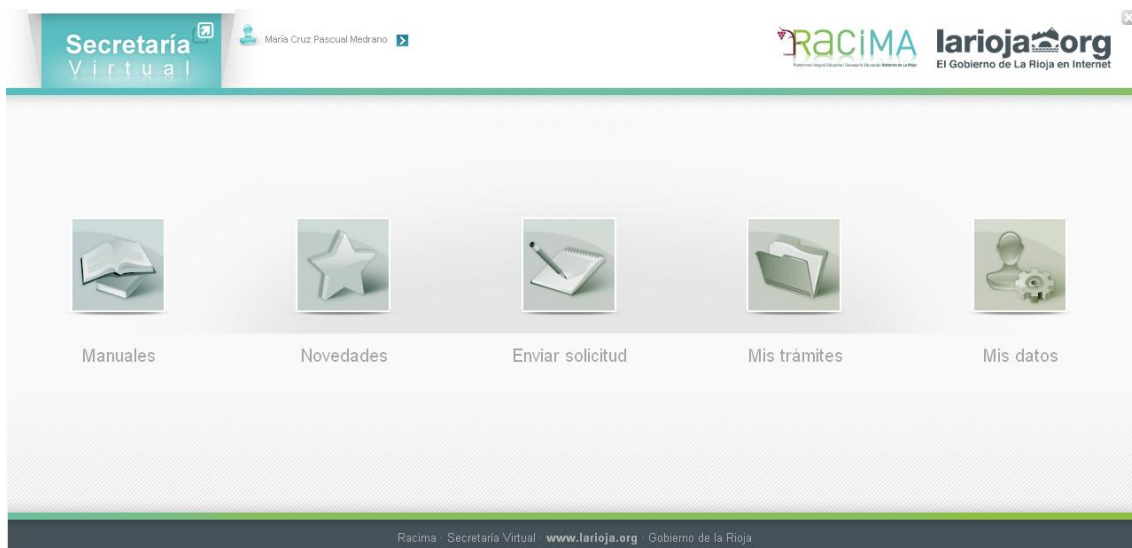 Secretaría
Virtual
María Cruz Pascual Medrano
RACIMA
larioja.org
El Gobierno de La Rioja en Internet
Manuales
Novedades
Enviar solicitud
Mis trámites
Mis datos
Racima · Secretaría Virtual · www.larioja.org · Gobierno de la Rioja